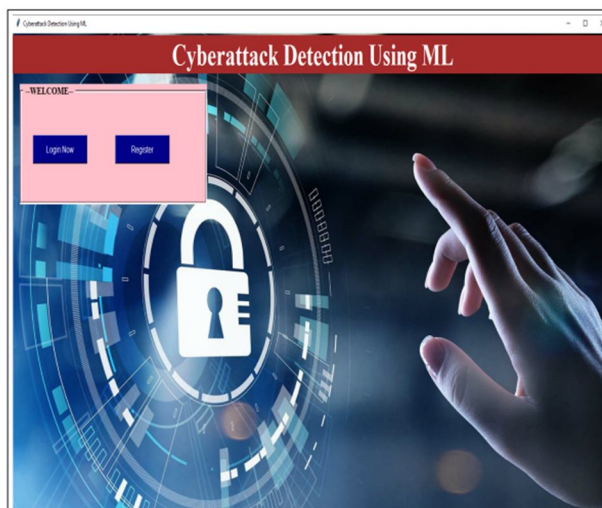 Cyberattack Detection Using ML
Cyberattack Detection Using ML
--WELCOME--
Login Now
Register